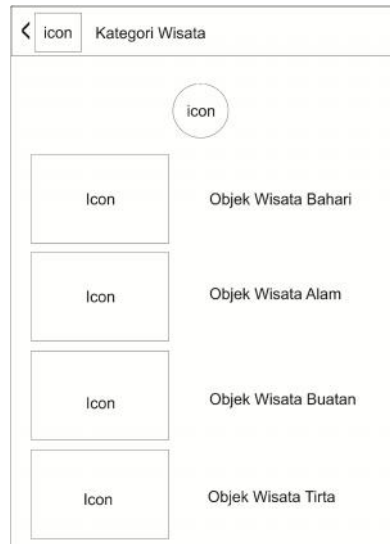 icon Kategori Wisata
icon
Icon Objek Wisata Bahari
Icon Objek Wisata Alam
Icon Objek Wisata Buatan
Icon Objek Wisata Tirta